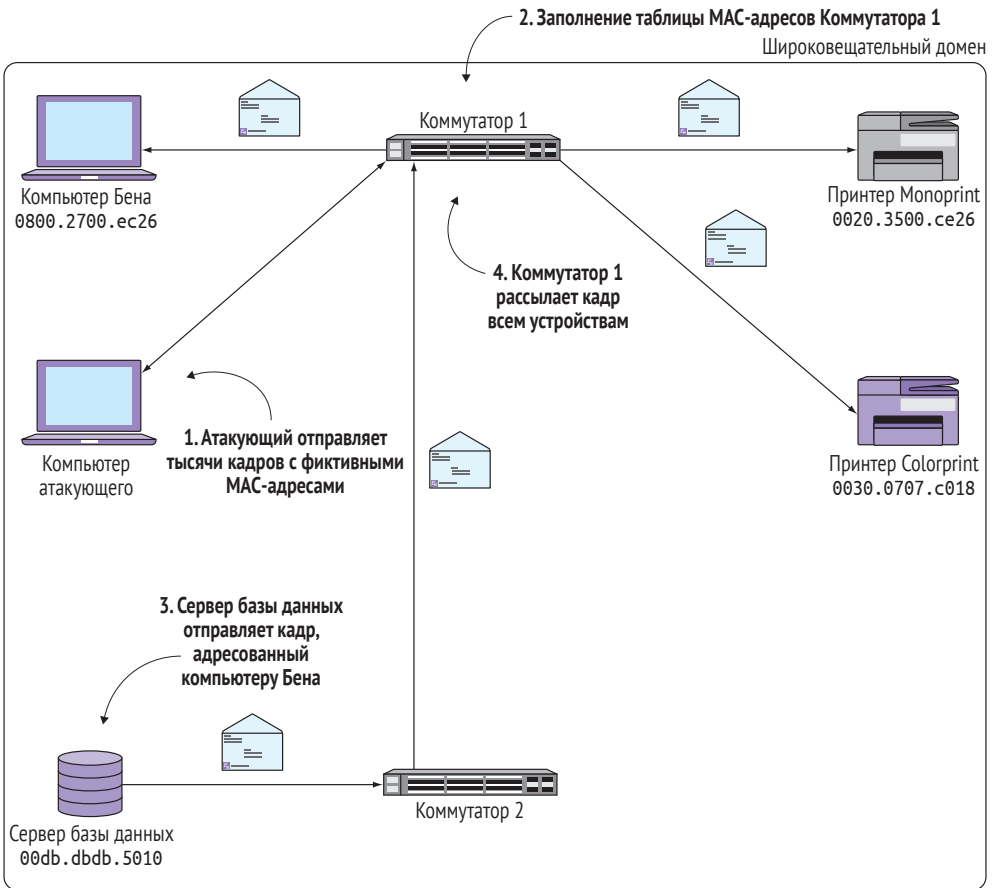 2. Заполнение таблицы MAC-адресов Коммутатора 1
Широковещательный домен
Коммутатор 1
Компьютер Бена
0800.2700.ec26
Принтер Monoprint
0020.3500.ce26
4. Коммутатор 1
рассылает кадр
всем устройствам
1. Атакующий отправляет
тысячи кадров с фиктивными
MAC-адресами
Компьютер
атакующего
Принтер Colorprint
0030.0707.c018
3. Сервер базы данных
отправляет кадр,
адресованный
компьютеру Бена
Коммутатор 2
Сервер базы данных
00db.dbdb.5010